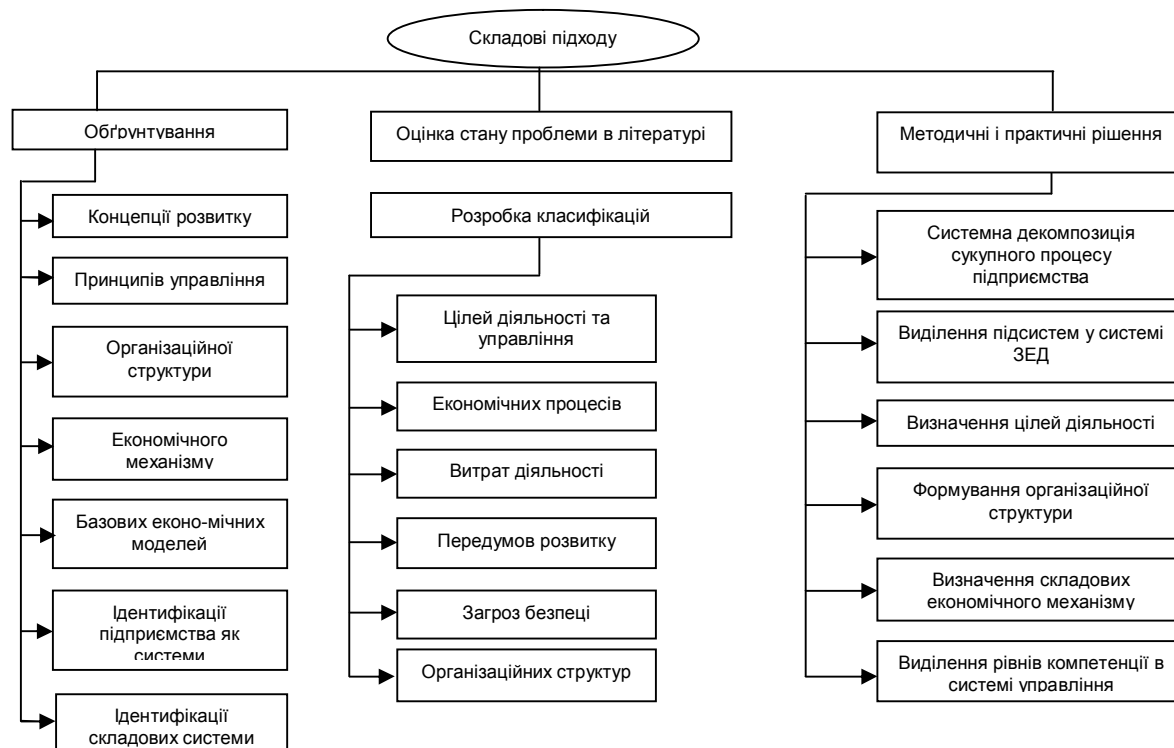 Складові підходу
Обґрунтування
Концепції розвитку
Принципів управління
Організаційної
структури
Економічного
механізму
Базових еконо-мічних
моделей
Ідентифікації
підприємства як
системи
Ідентифікації
складових системи
Оцінка стану проблеми в літературі
Розробка класифікацій
Цілей діяльності та
управління
Економічних процесів
Витрат діяльності
Передумов розвитку
Загроз безпеці
Організаційних структур
Методичні і практичні рішення
Системна декомпозиція
сукупного процесу
підприємства
Виділення підсистем у системі
ЗЕД
Визначення цілей діяльності
Формування організаційної
структури
Визначення складових
економічного механізму
Виділення рівнів компетенції в
системі управління